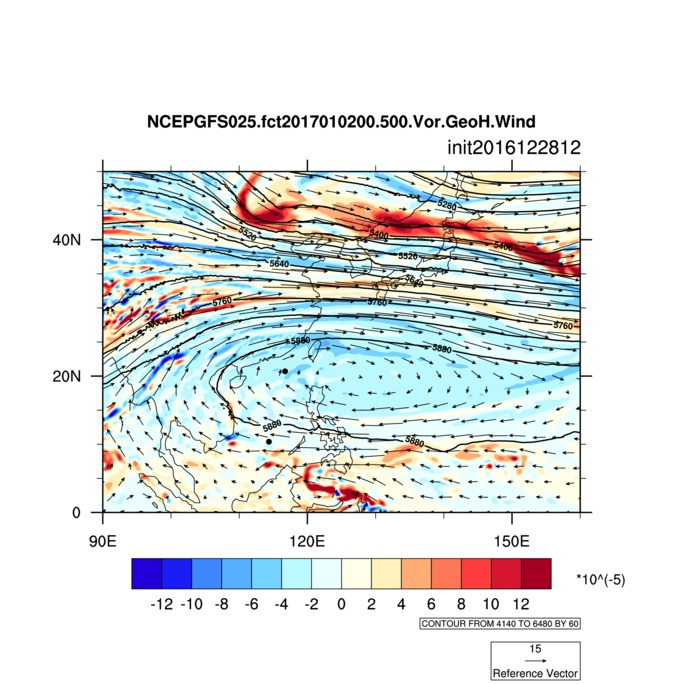 NCEPGFS025.fct2017010200.500.Vor.GeoH.Wind
init2016122812
5280
5520
5400
5400
40N
5520
5640
5640
5760
5760
5760
5880
5880
20N
5880
5880
0
90E 120E 150E
-12 -10 -8 -6 -4 -2 0 2 4 6 8 10 12
*10^(-5)
CONTOUR FROM 4140 TO 6480 BY 60
15
Reference Vector